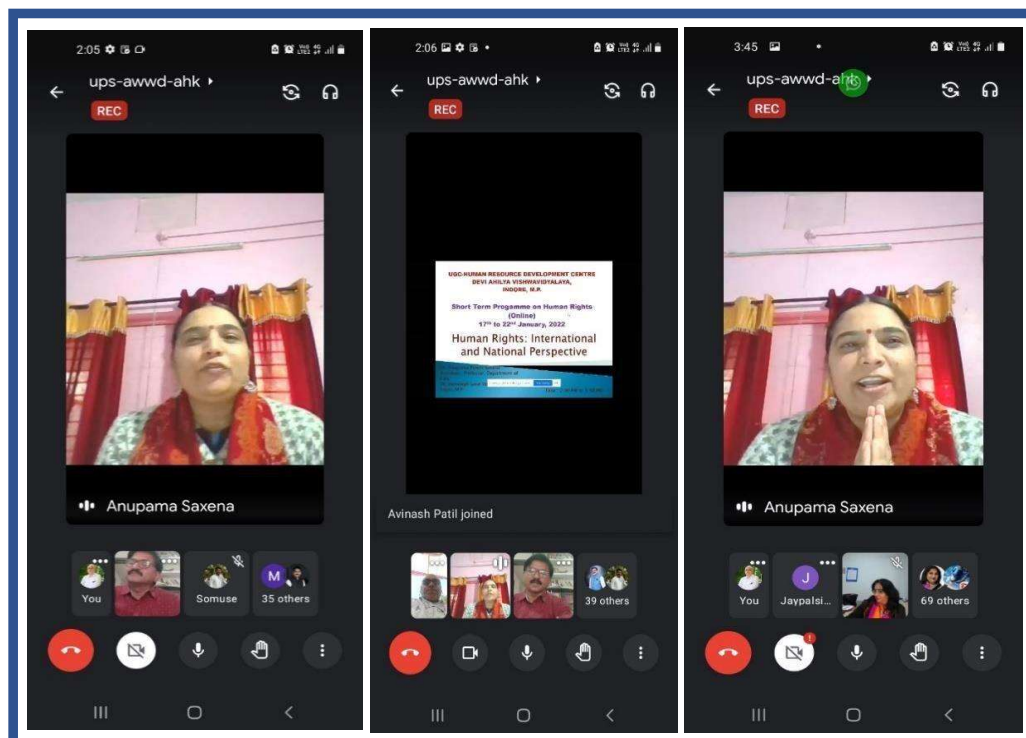 2:05
ups-awwd-ahk
REC
Anupama Saxena
You
Somuse
M
35 others
2:06
ups-awwd-ahk
REC
UGC-HUMAN RESOURCE DEVELOPMENT CENTRE
DEVI AHILYA VISHWAVIDYALAYA,
INDORE, M.P.
Short Term Progamme on Human Rights
(Online)
17th to 22nd January, 2022
Human Rights: International
and National Perspective
Avinash Patil joined
39 others
3:45
ups-awwd-ahk
REC
Anupama Saxena
You
J
Jaypalsi...
69 others